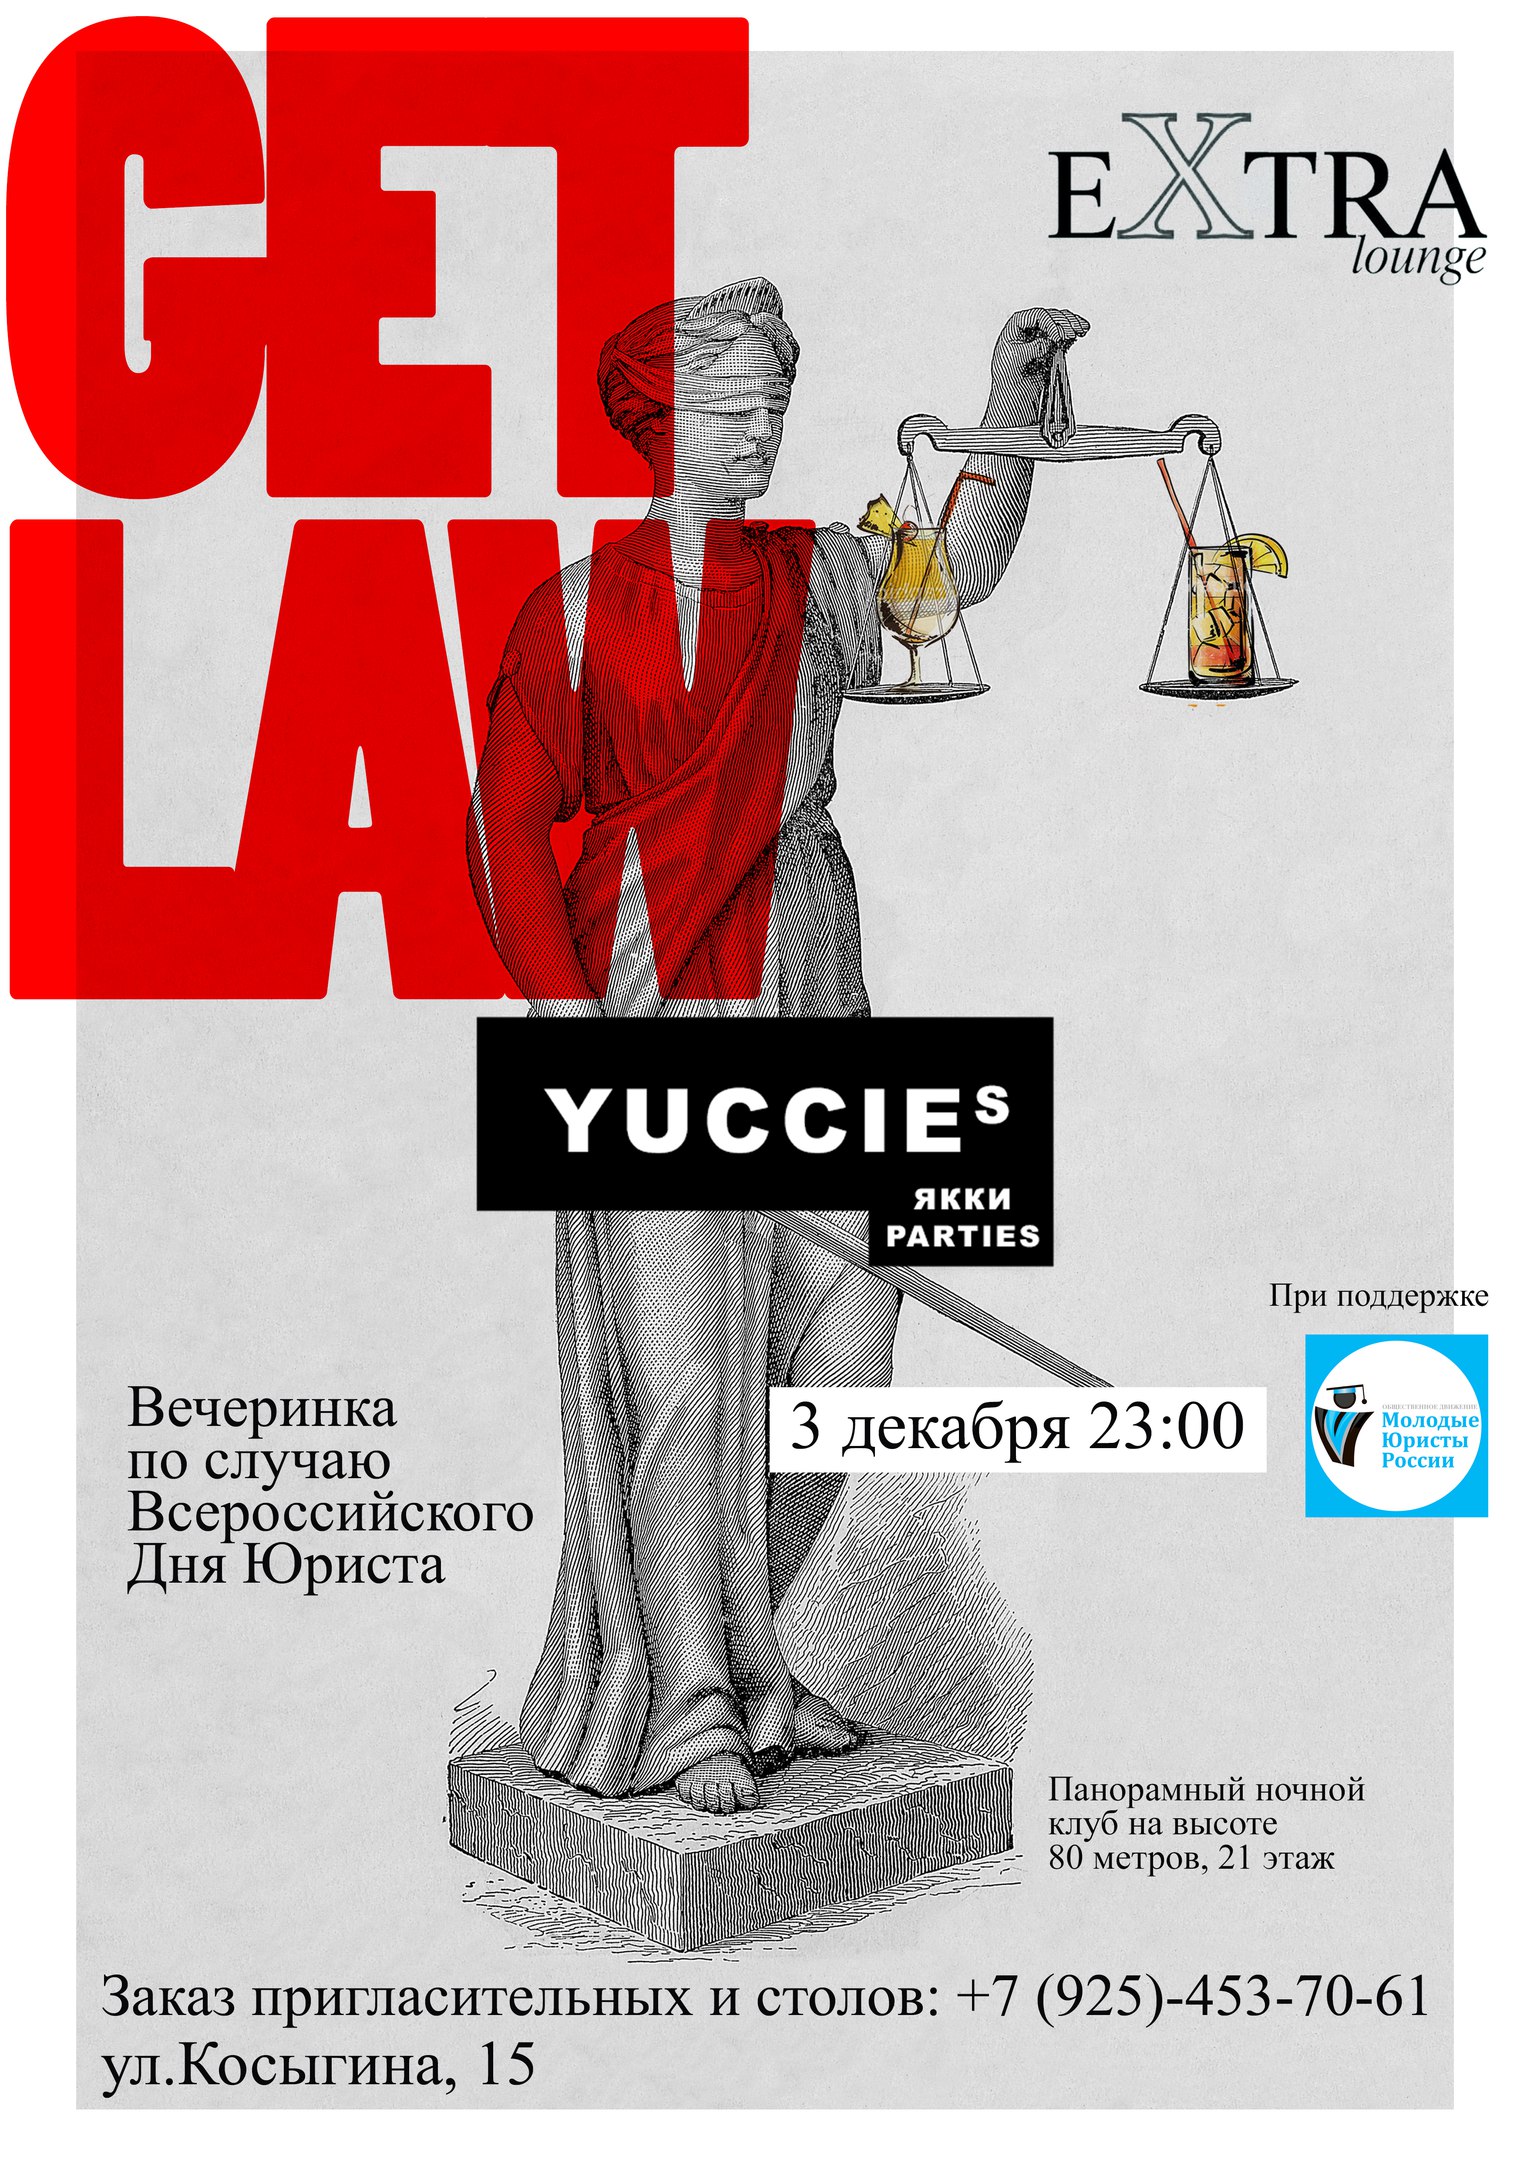 GET
LAW
EXTRA
lounge
YUCCIES
ЯККИ
PARTIES
При поддержке
ОБЩЕСТВЕННОЕ ДВИЖЕНИЕ
Молодые
Юристы
России
3 декабря 23:00
Вечеринка
по случаю
Всероссийского
Дня Юриста
Панорамный ночной
клуб на высоте
80 метров, 21 этаж
Заказ пригласительных и столов: +7 (925)-453-70-61
ул.Косыгина, 15